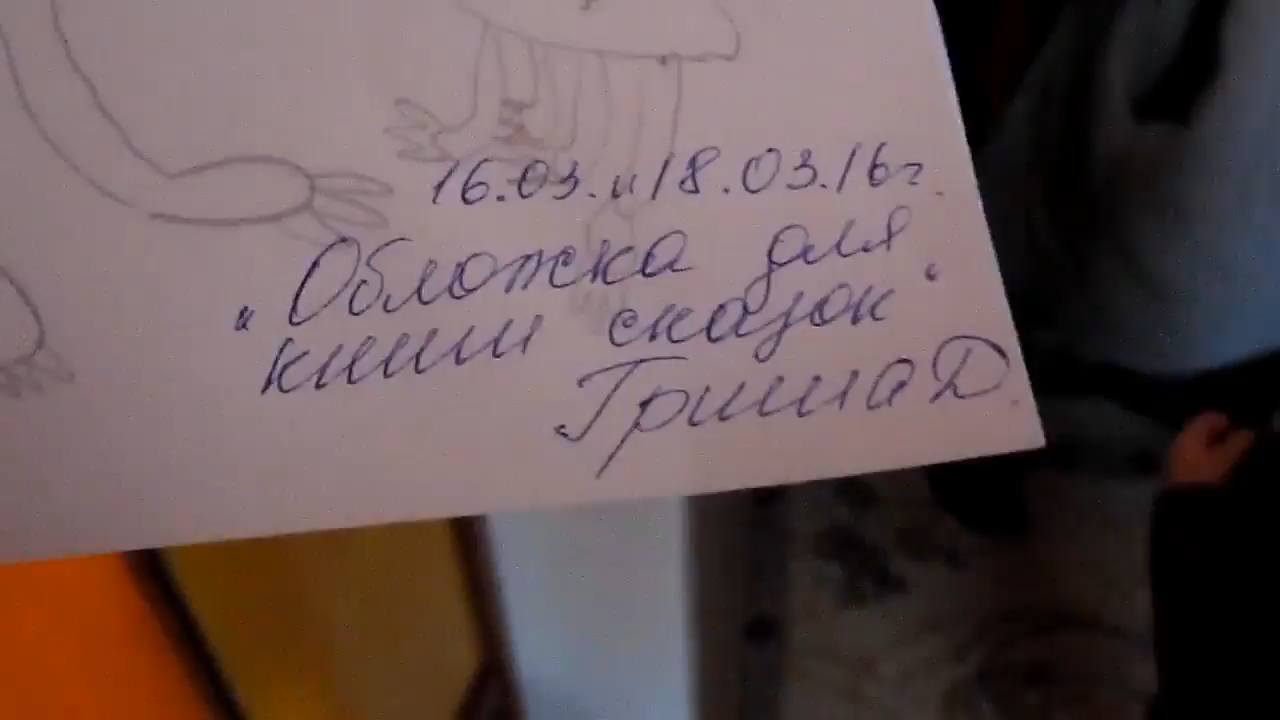 16.03. и 18.03.16г.
"Обложка для
книги сказок"
Гриша Д.